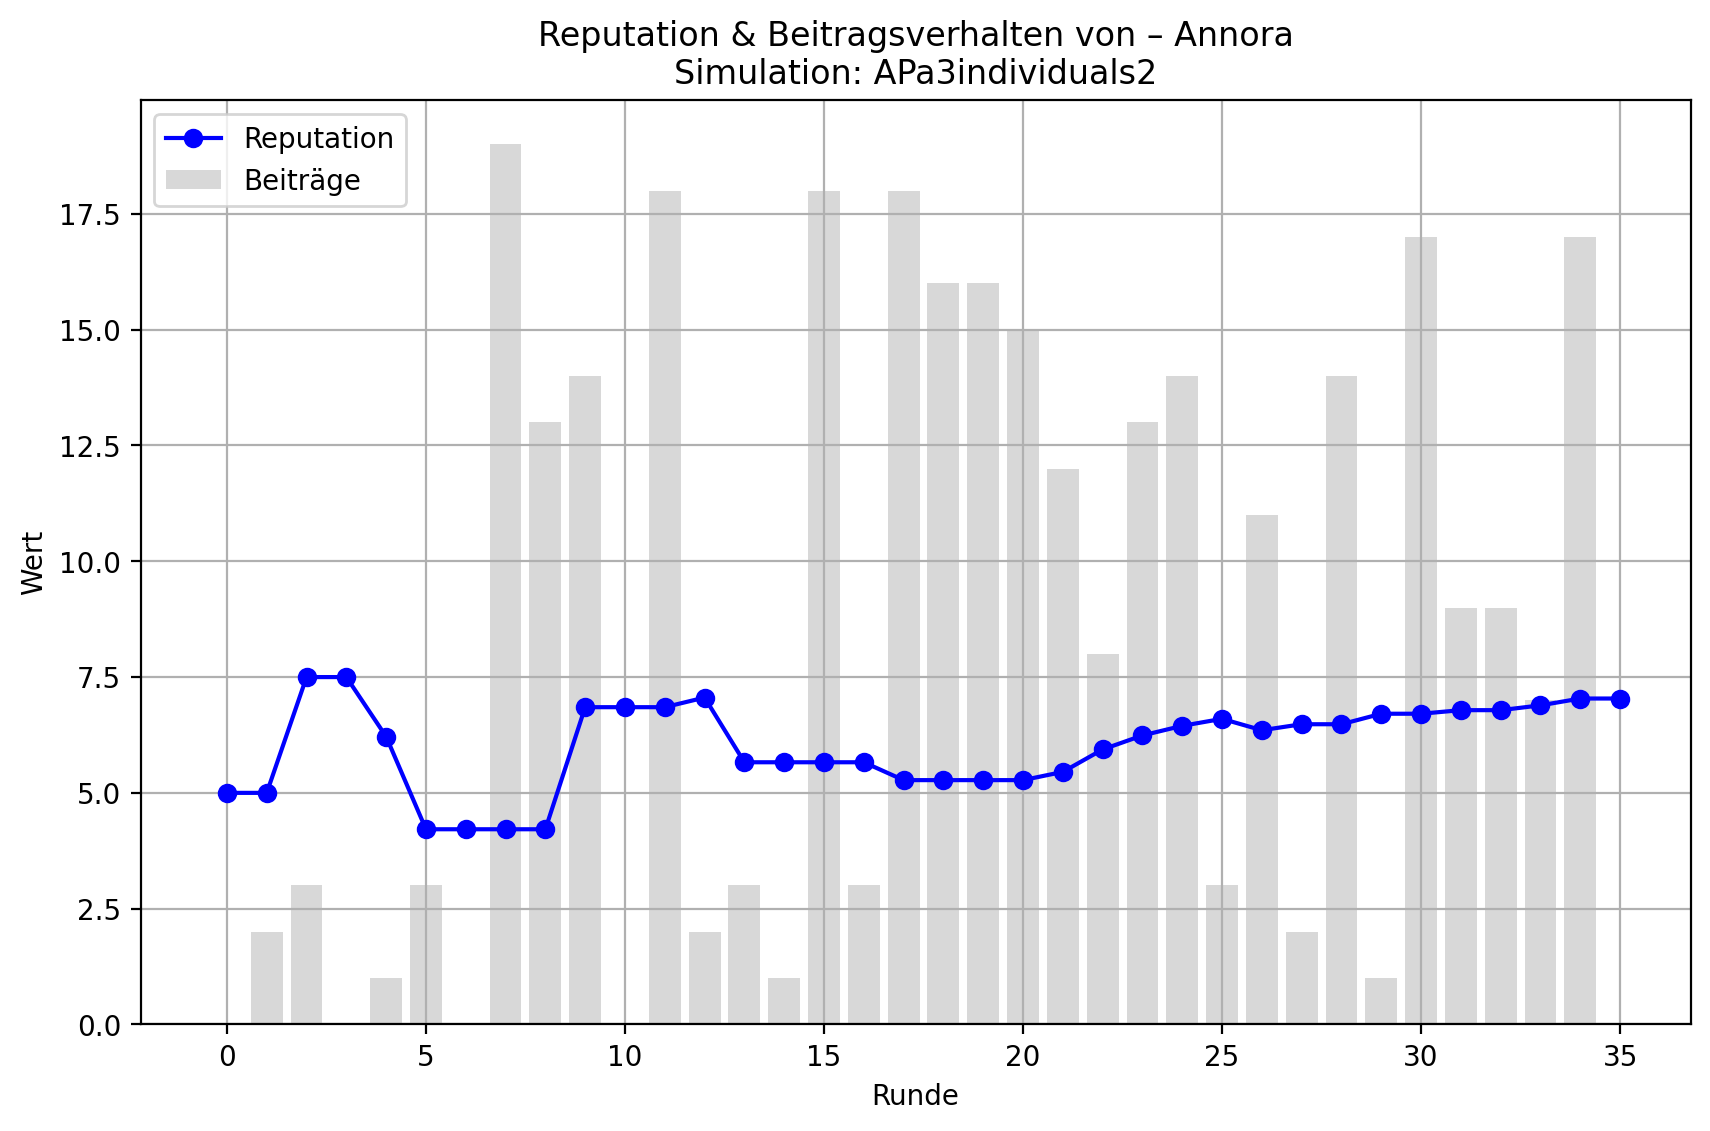 Reputation & Beitragsverhalten von – Annora
Simulation: APa3individuals2
Reputation
Beiträge
17.5
15.0
12.5
10.0
7.5
5.0
2.5
0.0
Wert
0 5 10 15 20 25 30 35
Runde